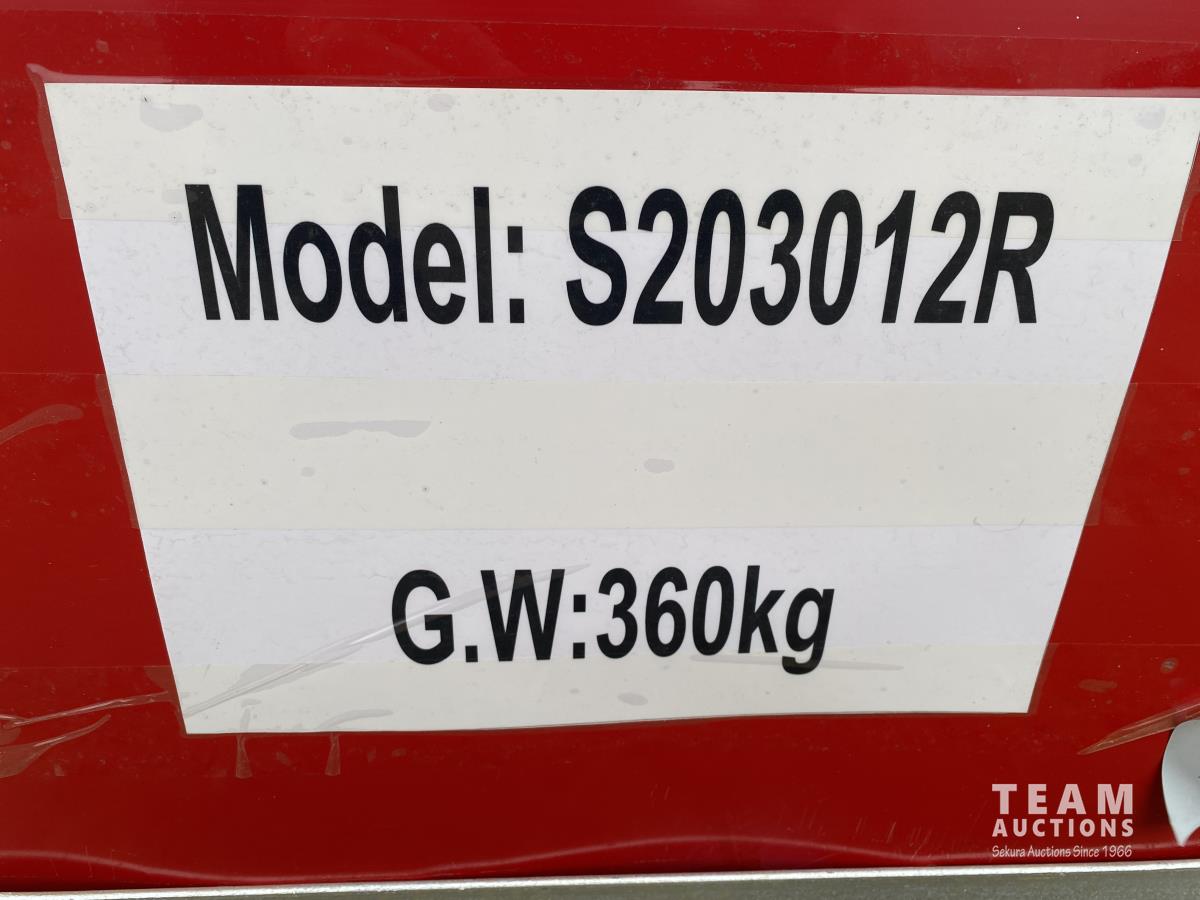 Model: S203012R
G.W:360kg
TEAM
AUCTIONS
Sekura Auctions Since 1966